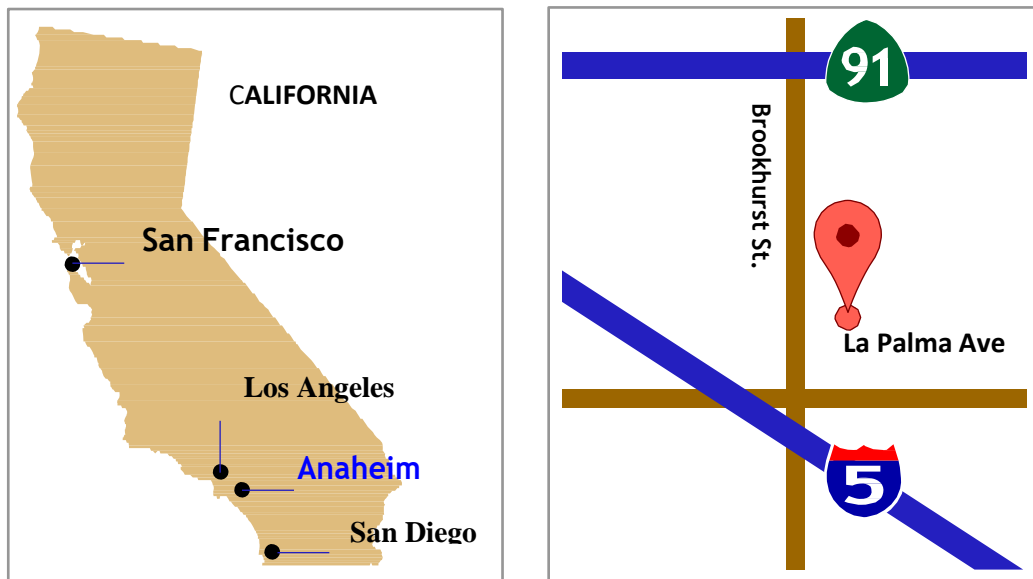 CALIFORNIA
San Francisco
Los Angeles
Anaheim
San Diego
91
Brookhurst St.
La Palma Ave
5